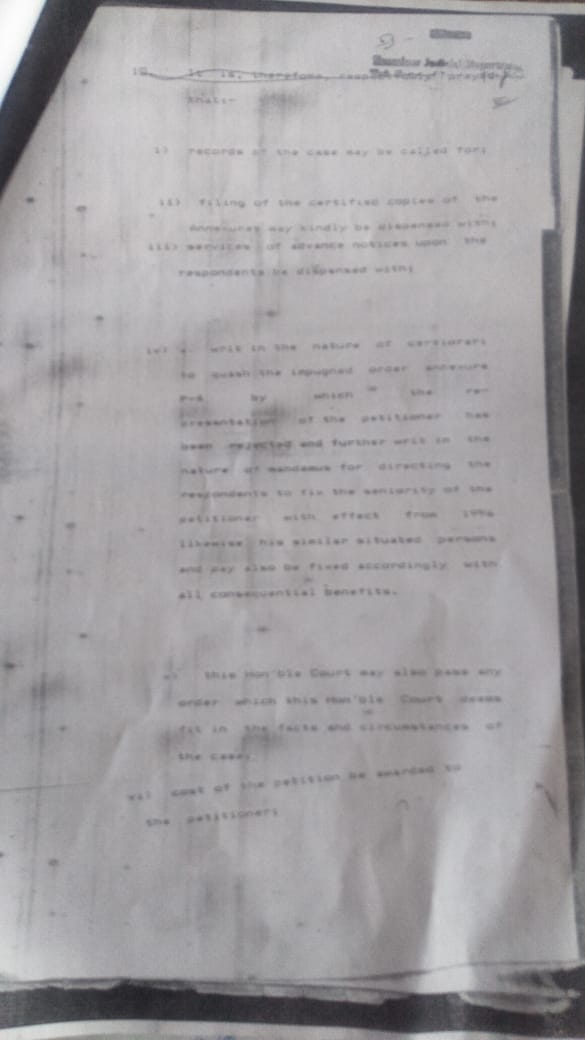 It is, therefore, respectfully prayed
that:-
i) records of the case may be called for;
ii) filing of the certified copies of the
Annexures may kindly be dispensed with;
iii) services of advance notices upon the
respondents be dispensed with;
iv) writ in the nature of certiorari
to quash the impugned order annexure
P-4 by which the re-
presentation of the petitioner has
been rejected and further writ in the
nature of mandamus for directing the
respondents to fix the seniority of the
petitioner with effect from 1996
likewise his similar situated persons
and pay also be fixed accordingly with
all consequential benefits.
v) this Hon'ble Court may also pass any
order which this Hon'ble Court deems
fit in the facts and circumstances of
the case;
vi) cost of the petition be awarded to
the petitioner;